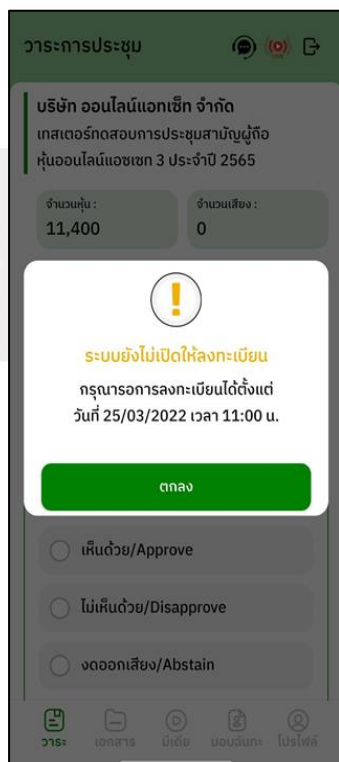 วาระการประชุม
LIVE
บริษัท ออนไลน์แอทเซ็ท จำกัด
เทสเตอร์ทดสอบการประชุมสามัญผู้ถือ
หุ้นออนไลน์แอซเซท 3 ประจำปี 2565
จำนวนหุ้น : จำนวนเสียง :
11,400 0
!
ระบบยังไม่เปิดให้ลงทะเบียน
กรุณารอการลงทะเบียนได้ตั้งแต่
วันที่ 25/03/2022 เวลา 11:00 น.
ตกลง
เห็นด้วย/Approve
ไม่เห็นด้วย/Disapprove
งดออกเสียง/Abstain
วาระ เอกสาร มีเดีย มอบฉันทะ โปรไฟล์